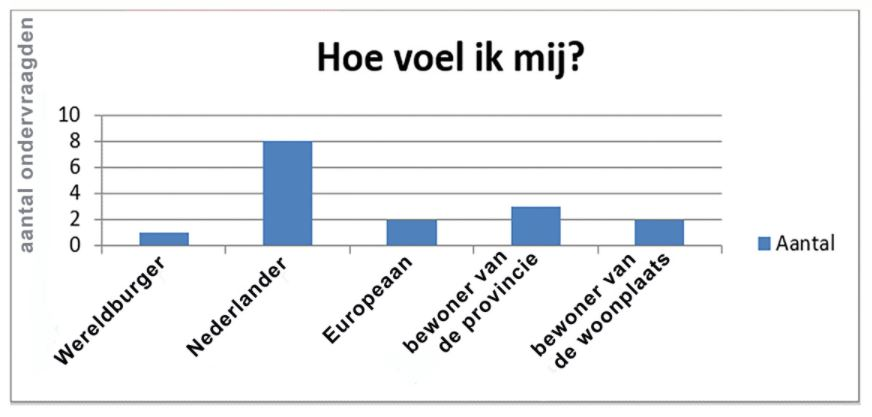 Hoe voel ik mij?
aantal ondervraagden
10
8
6
4
2
0
Wereldburger
Nederlander
Europeaan
bewoner van
de provincie
bewoner van
de woonplaats
Aantal